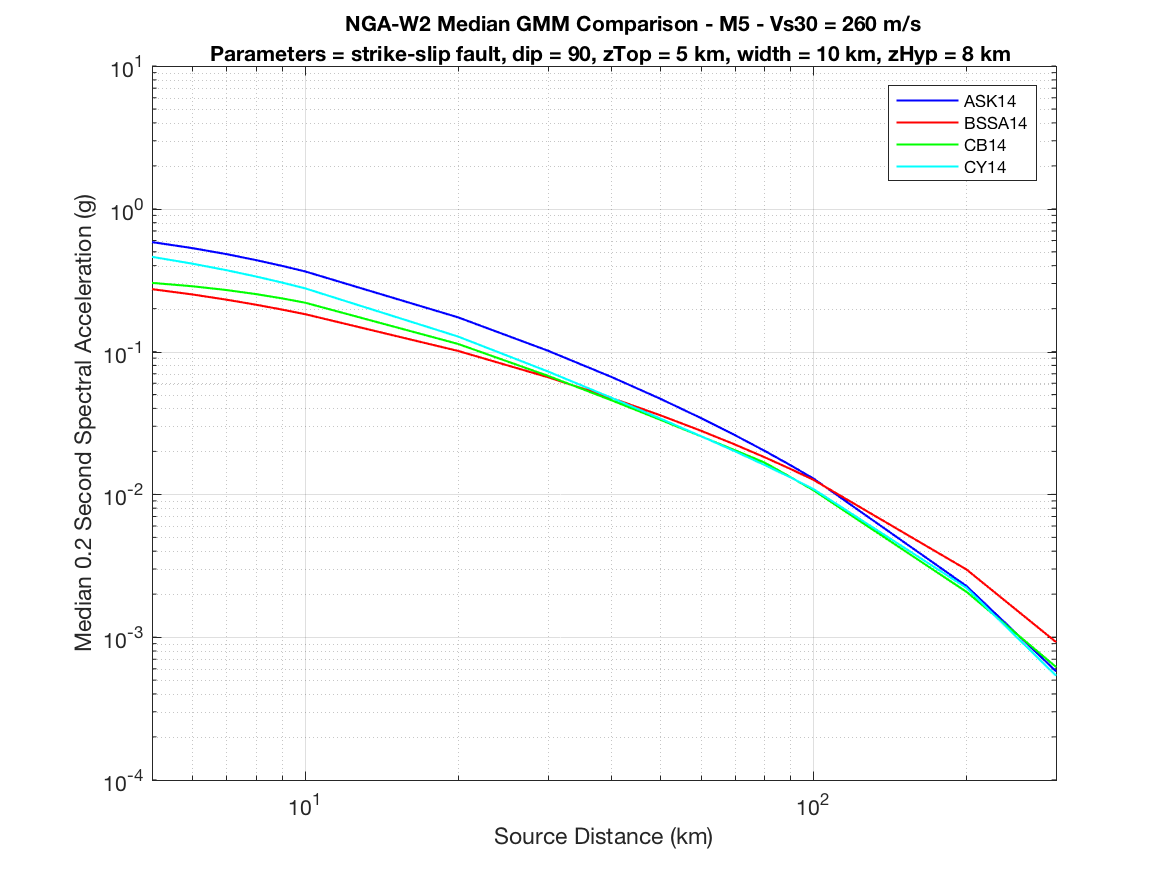 NGA-W2 Median GMM Comparison - M5 - Vs30 = 260 m/s
Parameters = strike-slip fault, dip = 90, zTop = 5 km, width = 10 km, zHyp = 8 km
10^1
ASK14
BSSA14
CB14
CY14
10^0
10^-1
10^-2
10^-3
10^-4
Median 0.2 Second Spectral Acceleration (g)
10^1
10^2
Source Distance (km)